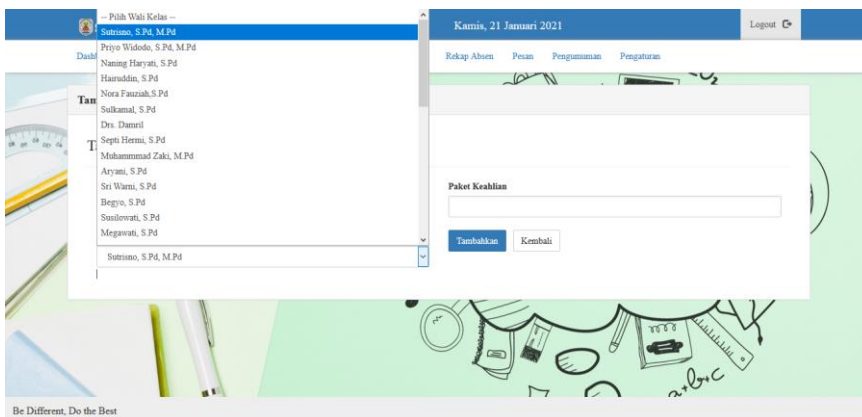 -- Pilih Wali Kelas --
Kamis, 21 Januari 2021
Logout
Sutrisno, S.Pd, M.Pd
Priyo Widodo, S.Pd, M.Pd
Dash
Rekap Absen Pesan Pengumuman Pengaturan
Naning Haryati, S.Pd
Hairuddin, S.Pd
Nora Fauziah,S.Pd
Tam
Sulkamal, S.Pd
Drs. Damril
Septi Hermi, S.Pd
T
Muhammmad Zaki, M.Pd
Aryani, S.Pd
Sri Warni, S.Pd
Paket Keahlian
Begyo, S.Pd
Susilowati, S.Pd
Megawati, S.Pd
Tambahkan Kembali
Sutrisno, S.Pd, M.Pd
a+b=c
Be Different, Do the Best